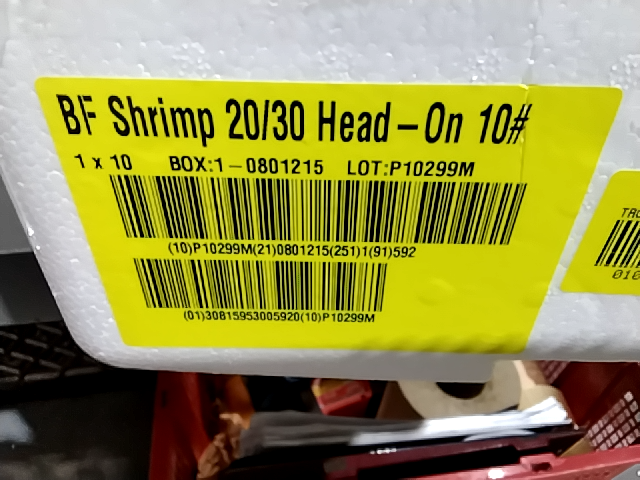 BF Shrimp 20/30 Head-On 10#
1 x 10 BOX:1-0801215 LOT:P10299M
(10)P10299M(21)0801215(251)1(91)592
(01)30815953005920(10)P10299M